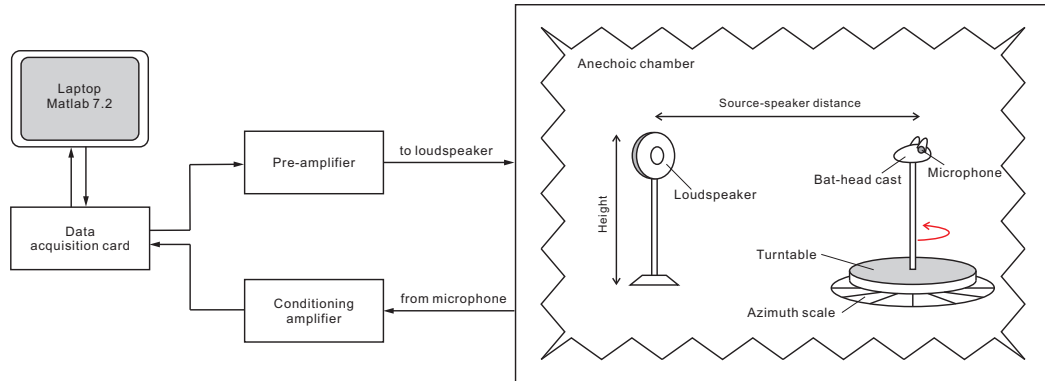 Laptop
Matlab 7.2
Data
acquisition card
Pre-amplifier
Conditioning
amplifier
to loudspeaker
from microphone
Anechoic chamber
Source-speaker distance
Height
Loudspeaker
Bat-head cast
Microphone
Turntable
Azimuth scale